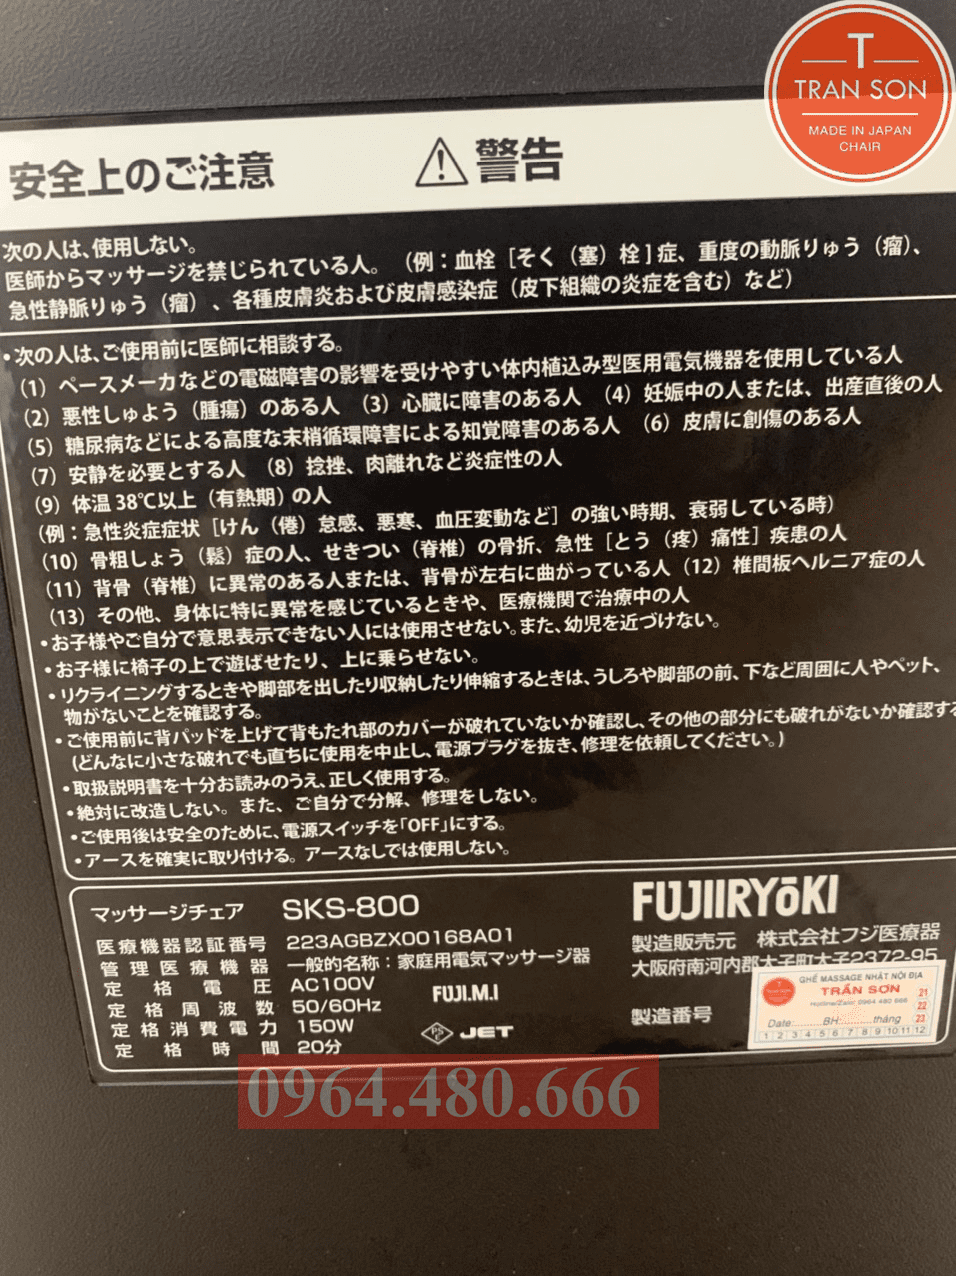 T
TRAN SON
MADE IN JAPAN
CHAIR
安全上のご注意
警告
次の人は、使用しない。
医師からマッサージを禁じられている人。（例：血栓［そく（塞）栓］症、重度の動脈りゅう（瘤）、
急性静脈りゅう（瘤）、各種皮膚炎および皮膚感染症（皮下組織の炎症を含む）など）
・次の人は、ご使用前に医師に相談する。
（1）ペースメーカなどの電磁障害の影響を受けやすい体内植込み型医用電気機器を使用している人
（2）悪性しゅよう（腫瘍）のある人 （3）心臓に障害のある人 （4）妊娠中の人または、出産直後の人
（5）糖尿病などによる高度な末梢循環障害による知覚障害のある人 （6）皮膚に創傷のある人
（7）安静を必要とする人 （8）捻挫、肉離れなど炎症性の人
（9）体温38℃以上（有熱期）の人
（例：急性炎症症状［けん（倦）怠感、悪寒、血圧変動など］の強い時期、衰弱している時）
（10）骨粗しょう（鬆）症の人、せきつい（脊椎）の骨折、急性［とう（疼）痛性］疾患の人
（11）背骨（脊椎）に異常のある人または、背骨が左右に曲がっている人（12）椎間板ヘルニア症の人
（13）その他、身体に特に異常を感じているときや、医療機関で治療中の人
・お子様やご自分で意思表示できない人には使用させない。また、幼児を近づけない。
・お子様に椅子の上で遊ばせたり、上に乗らせない。
・リクライニングするときや脚部を出したり収納したり伸縮するときは、うしろや脚部の前、下など周囲に人やペット、
物がないことを確認する。
・ご使用前に背パッドを上げて背もたれ部のカバーが破れていないか確認し、その他の部分にも破れがないか確認する
（どんなに小さな破れでも直ちに使用を中止し、電源プラグを抜き、修理を依頼してください。）
・取扱説明書を十分お読みのうえ、正しく使用する。
・絶対に改造しない。また、ご自分で分解、修理をしない。
・ご使用後は安全のために、電源スイッチを「OFF」にする。
・アースを確実に取り付ける。アースなしでは使用しない。
マッサージチェア SKS-800
医療機器認証番号 223AGBZX00168A01
管理医療機器 一般的名称：家庭用電気マッサージ器
定格電圧 AC100V
定格周波数 50/60Hz
定格消費電力 150W
定格時間 20分
FUJI.M.I
PS E JET
FUJIIRYōKI
製造販売元 株式会社フジ医療器
大阪府南河内郡太子町太子2372-95
製造番号
GHẾ MASSAGE NHẬT NỘI ĐỊA
TRẦN SƠN
Hotline/Zalo: 0964 480 666
21
22
23
Date:......BH............tháng
1 2 3 4 5 6 7 8 9 10 11 12
0964.480.666